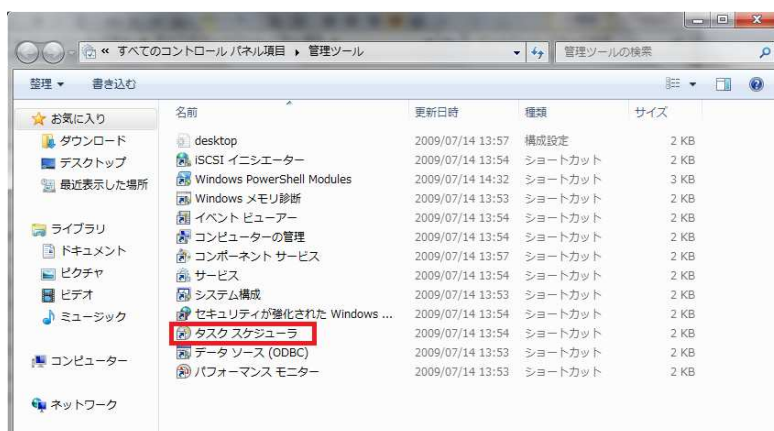 « すべてのコントロール パネル項目 ▸ 管理ツール
管理ツールの検索
整理 ▼ 書き込む
お気に入り
ダウンロード
デスクトップ
最近表示した場所
ライブラリ
ドキュメント
ピクチャ
ビデオ
ミュージック
コンピューター
ネットワーク
名前 更新日時 種類 サイズ
desktop 2009/07/14 13:57 構成設定 2 KB
iSCSI イニシエーター 2009/07/14 13:54 ショートカット 2 KB
Windows PowerShell Modules 2009/07/14 14:32 ショートカット 3 KB
Windows メモリ診断 2009/07/14 13:53 ショートカット 2 KB
イベント ビューアー 2009/07/14 13:54 ショートカット 2 KB
コンピューターの管理 2009/07/14 13:54 ショートカット 2 KB
コンポーネント サービス 2009/07/14 13:57 ショートカット 2 KB
サービス 2009/07/14 13:54 ショートカット 2 KB
システム構成 2009/07/14 13:53 ショートカット 2 KB
セキュリティが強化された Windows ... 2009/07/14 13:54 ショートカット 2 KB
タスク スケジューラ 2009/07/14 13:54 ショートカット 2 KB
データ ソース (ODBC) 2009/07/14 13:53 ショートカット 2 KB
パフォーマンス モニター 2009/07/14 13:53 ショートカット 2 KB